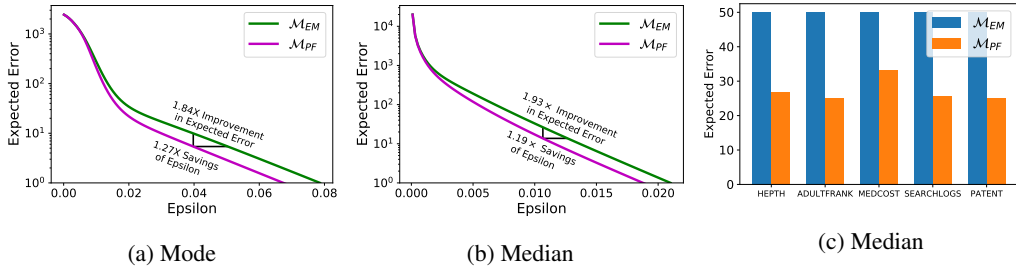 Expected Error
10³
10²
10¹
10⁰
0.00
0.02
0.04
0.06
0.08
Epsilon
M_EM
M_PF
1.84X Improvement
in Expected Error
1.27X Savings
of Epsilon
(a) Mode
Expected Error
10⁴
10³
10²
10¹
10⁰
0.000
0.005
0.010
0.015
0.020
Epsilon
M_EM
M_PF
1.93× Improvement
in Expected Error
1.19× Savings
of Epsilon
(b) Median
Expected Error
50
40
30
20
10
0
M_EM
M_PF
HEPTH
ADULTFRANK
MEDCOST
SEARCHLOGS
PATENT
(c) Median